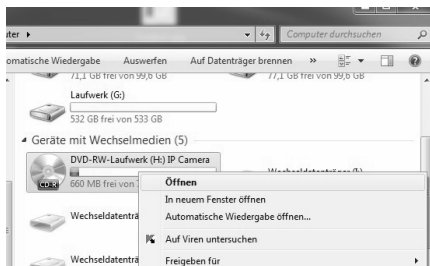 uter ▸
Computer durchsuchen
omatische Wiedergabe Auswerfen Auf Datenträger brennen »
71,1 GB frei von 99,6 GB 77,1 GB frei von 99,6 GB
Laufwerk (G:)
532 GB frei von 533 GB
Geräte mit Wechselmedien (5)
DVD-RW-Laufwerk (H:) IP Camera
CD-R
660 MB frei von 7
Wechseldatenträger (I:)
Öffnen
In neuem Fenster öffnen
Wechseldatenträ
Automatische Wiedergabe öffnen...
Auf Viren untersuchen
Wechseldatenträ
Freigeben für